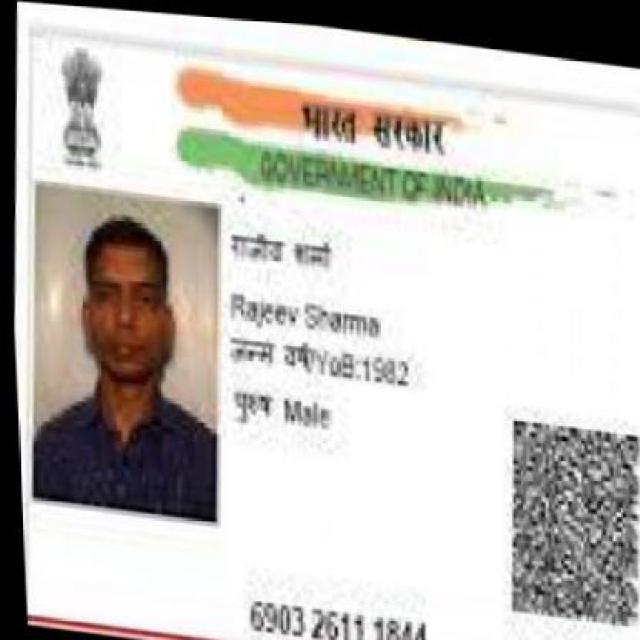 भारत सरकार
GOVERNMENT OF INDIA
राजीव शर्मा
Rajeev Sharma
जन्म वर्ष/YoB:1982
पुरुष Male
6903 2611 1844